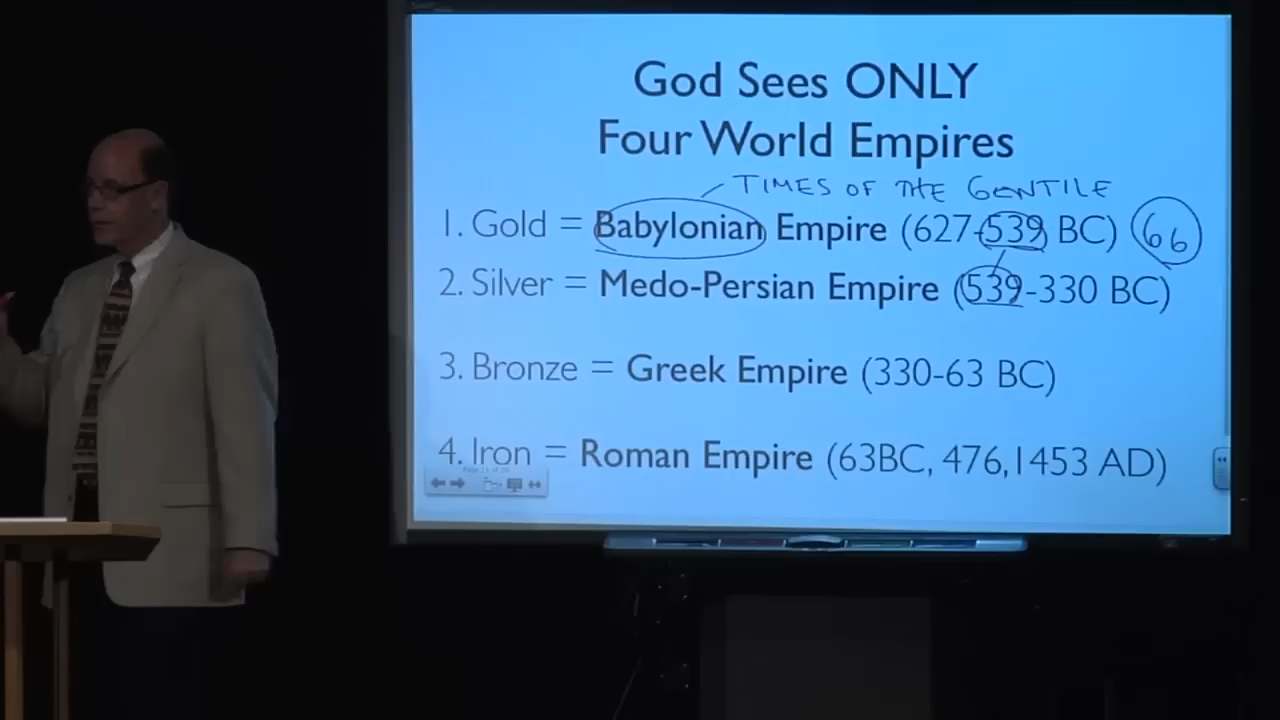 God Sees ONLY
Four World Empires
TIMES OF THE GENTILE
1. Gold = Babylonian Empire (627-539 BC) 66
2. Silver = Medo-Persian Empire (539-330 BC)
3. Bronze = Greek Empire (330-63 BC)
4. Iron = Roman Empire (63BC, 476,1453 AD)